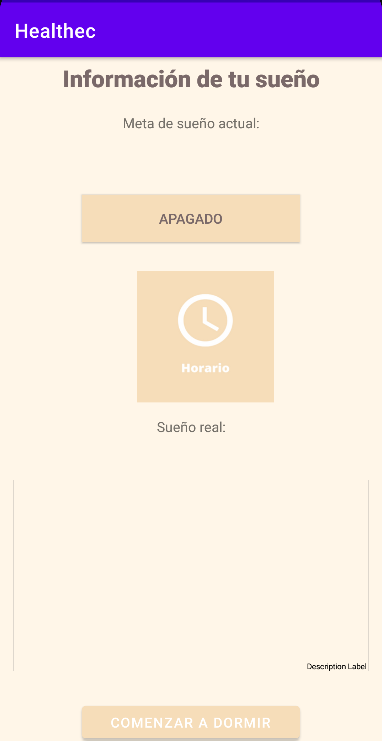 Healthec
Información de tu sueño
Meta de sueño actual:
APAGADO
Horario
Sueño real:
Description Label
COMENZAR A DORMIR